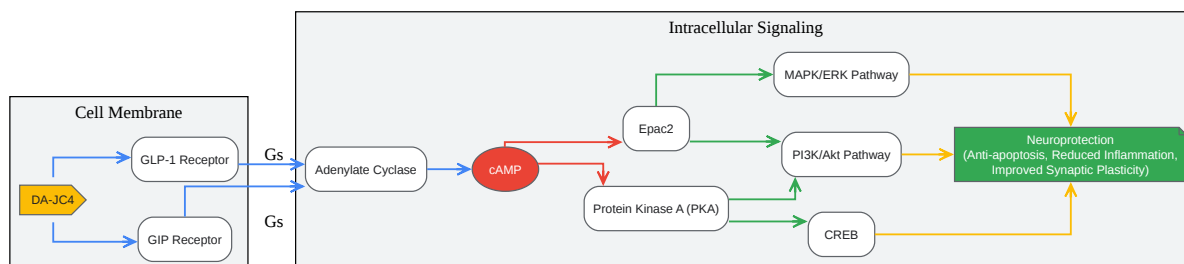 Intracellular Signaling
MAPK/ERK Pathway
Cell Membrane
Epac2
GLP-1 Receptor
Gs
Adenylate Cyclase
cAMP
PI3K/Akt Pathway
Neuroprotection
(Anti-apoptosis, Reduced Inflammation,
Improved Synaptic Plasticity)
DA-JC4
Protein Kinase A (PKA)
Gs
GIP Receptor
CREB